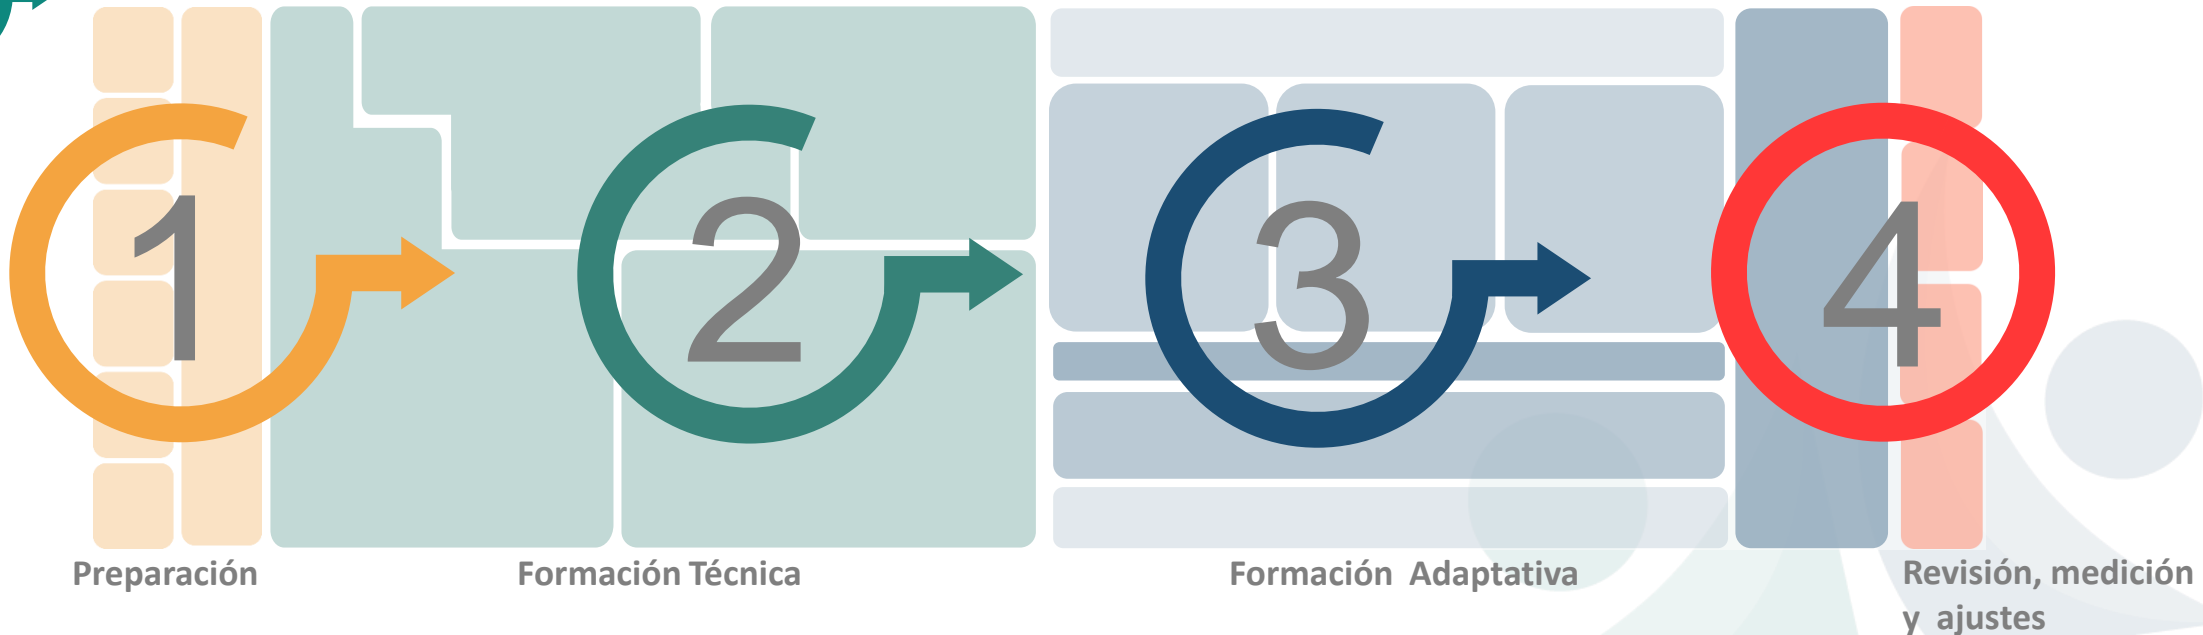 1
2
3
4
Preparación
Formación Técnica
Formación  Adaptativa
Revisión, medición
y  ajustes